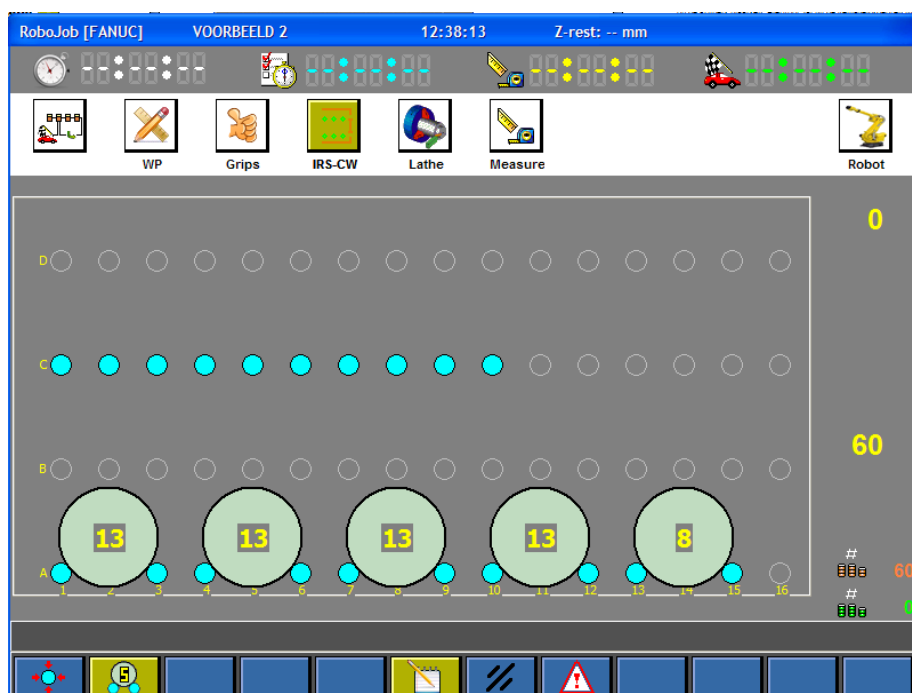 RoboJob [FANUC] VOORBEELD 2 12:38:13 Z-rest: -- mm
--:--:-- --:--:-- --:--:-- --:--:--
WP Grips IRS-CW Lathe Measure Robot
0
D
C
60
B
13 13 13 13 8
A
#
60
1 2 3 4 5 6 7 8 9 10 11 12 13 14 15 16
#
0
S